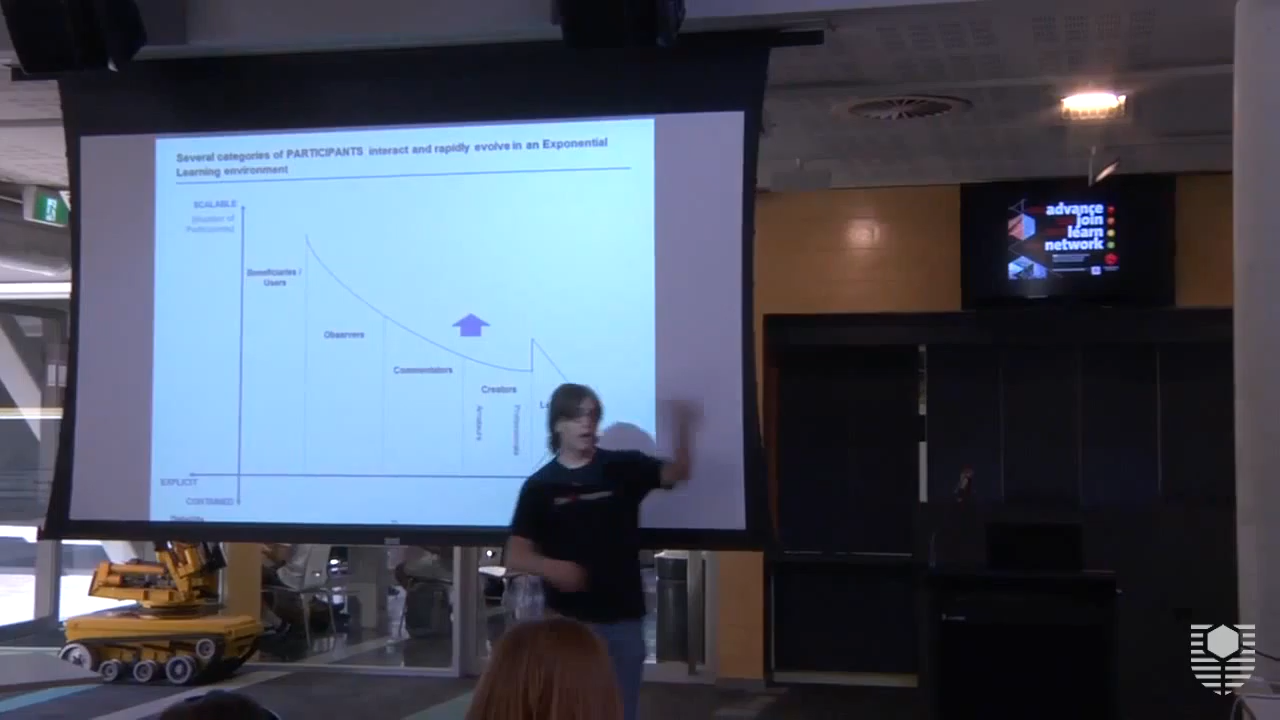 Several categories of PARTICIPANTS interact and rapidly evolve in an Exponential
Learning environment
SCALABLE
(Number of
Participants)
Beneficiaries /
Users
Observers
Commentators
Creators
Amateurs
Professionals
EXPLICIT
CONTAINED
advance
join
learn
network